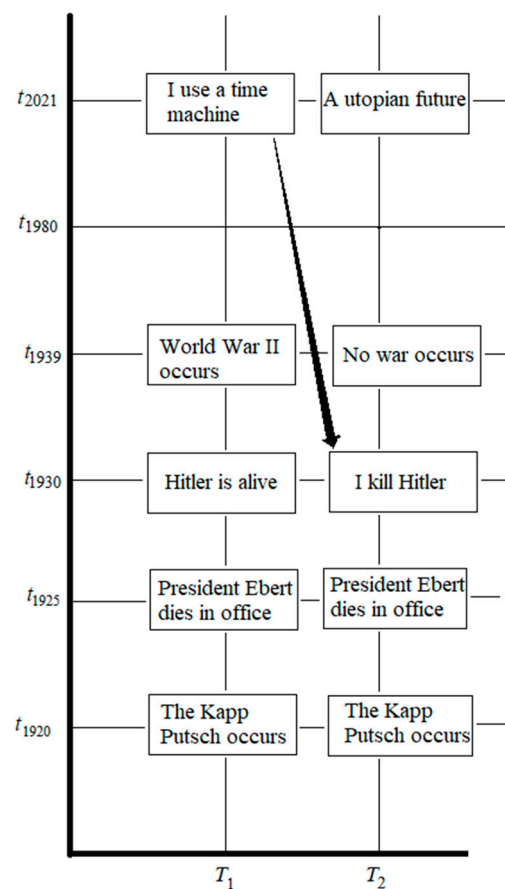 t2021
I use a time
machine
A utopian future
t1980
t1939
World War II
occurs
No war occurs
t1930
Hitler is alive
I kill Hitler
t1925
President Ebert
dies in office
President Ebert
dies in office
t1920
The Kapp
Putsch occurs
The Kapp
Putsch occurs
T1
T2